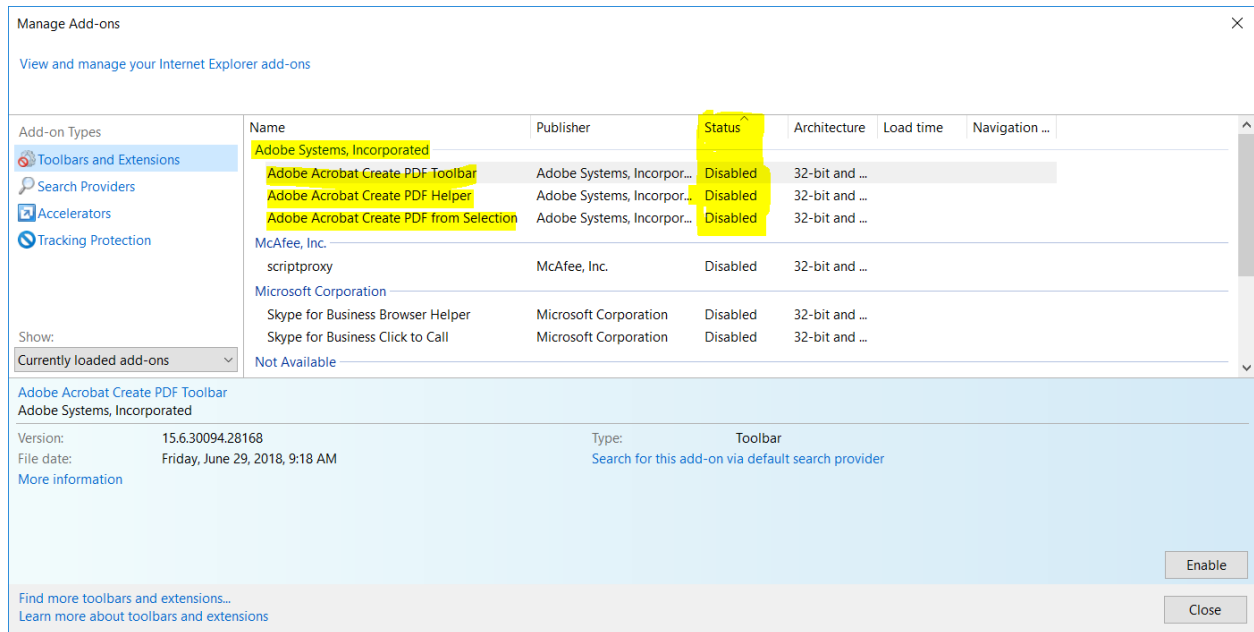 Manage Add-ons
View and manage your Internet Explorer add-ons
Add-on Types
Toolbars and Extensions
Search Providers
Accelerators
Tracking Protection
Show:
Currently loaded add-ons
Name Publisher Status Architecture Load time Navigation ...
Adobe Systems, Incorporated
Adobe Acrobat Create PDF Toolbar Adobe Systems, Incorpor... Disabled 32-bit and ...
Adobe Acrobat Create PDF Helper Adobe Systems, Incorpor... Disabled 32-bit and ...
Adobe Acrobat Create PDF from Selection Adobe Systems, Incorpor... Disabled 32-bit and ...
McAfee, Inc.
scriptproxy McAfee, Inc. Disabled 32-bit and ...
Microsoft Corporation
Skype for Business Browser Helper Microsoft Corporation Disabled 32-bit and ...
Skype for Business Click to Call Microsoft Corporation Disabled 32-bit and ...
Not Available
Adobe Acrobat Create PDF Toolbar
Adobe Systems, Incorporated
Version: 15.6.30094.28168 Type: Toolbar
File date: Friday, June 29, 2018, 9:18 AM Search for this add-on via default search provider
More information
Enable
Find more toolbars and extensions...
Learn more about toolbars and extensions
Close